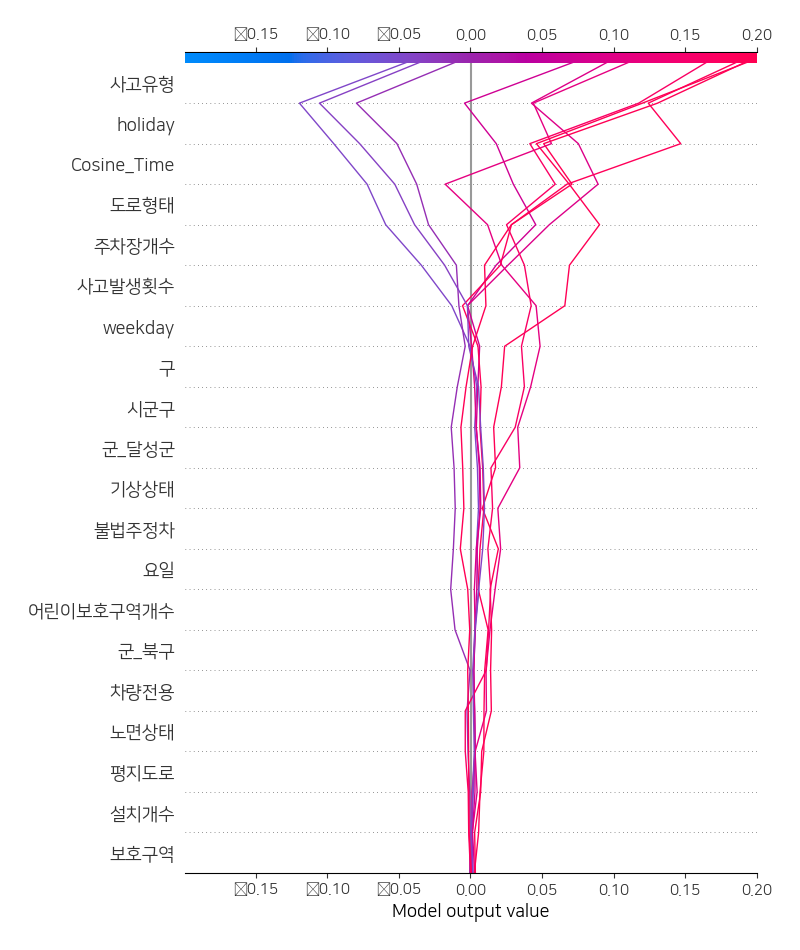 ▯0.15 ▯0.10 ▯0.05 0.00 0.05 0.10 0.15 0.20
사고유형
holiday
Cosine_Time
도로형태
주차장개수
사고발생횟수
weekday
구
시군구
군_달성군
기상상태
불법주정차
요일
어린이보호구역개수
군_북구
차량전용
노면상태
평지도로
설치개수
보호구역
▯0.15 ▯0.10 ▯0.05 0.00 0.05 0.10 0.15 0.20
Model output value